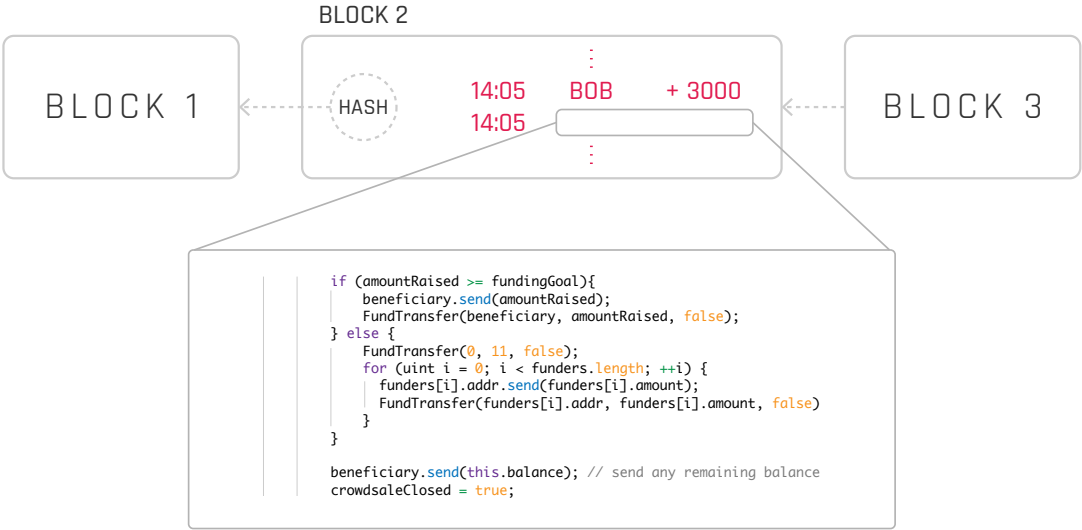 BLOCK 2
BLOCK 1
HASH
14:05 BOB + 3000
14:05
BLOCK 3
if (amountRaised >= fundingGoal){
beneficiary.send(amountRaised);
FundTransfer(beneficiary, amountRaised, false);
} else {
FundTransfer(0, 11, false);
for (uint i = 0; i < funders.length; ++i) {
funders[i].addr.send(funders[i].amount);
FundTransfer(funders[i].addr, funders[i].amount, false)
}
}
beneficiary.send(this.balance); // send any remaining balance
crowdsaleClosed = true;